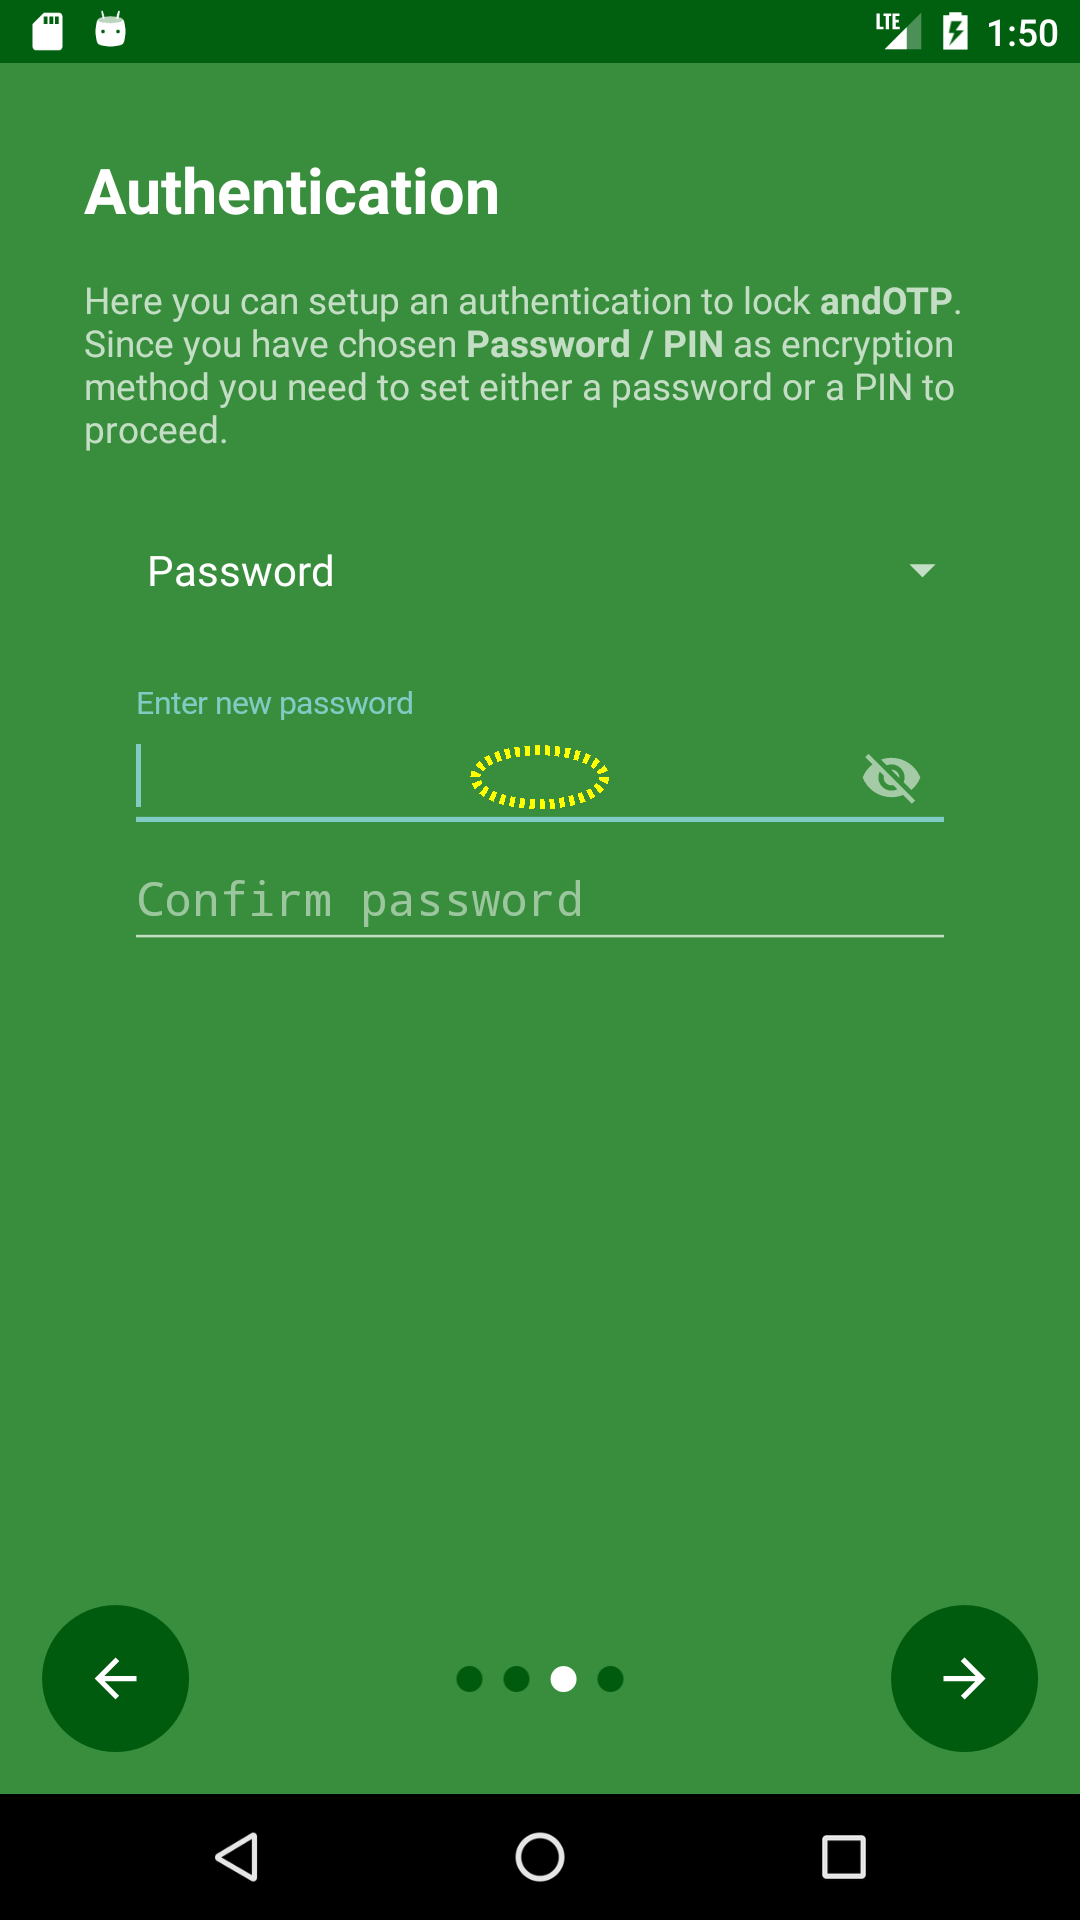 LTE 1:50
Authentication
Here you can setup an authentication to lock andOTP.
Since you have chosen Password / PIN as encryption
method you need to set either a password or a PIN to
proceed.
Password
Enter new password
Confirm password